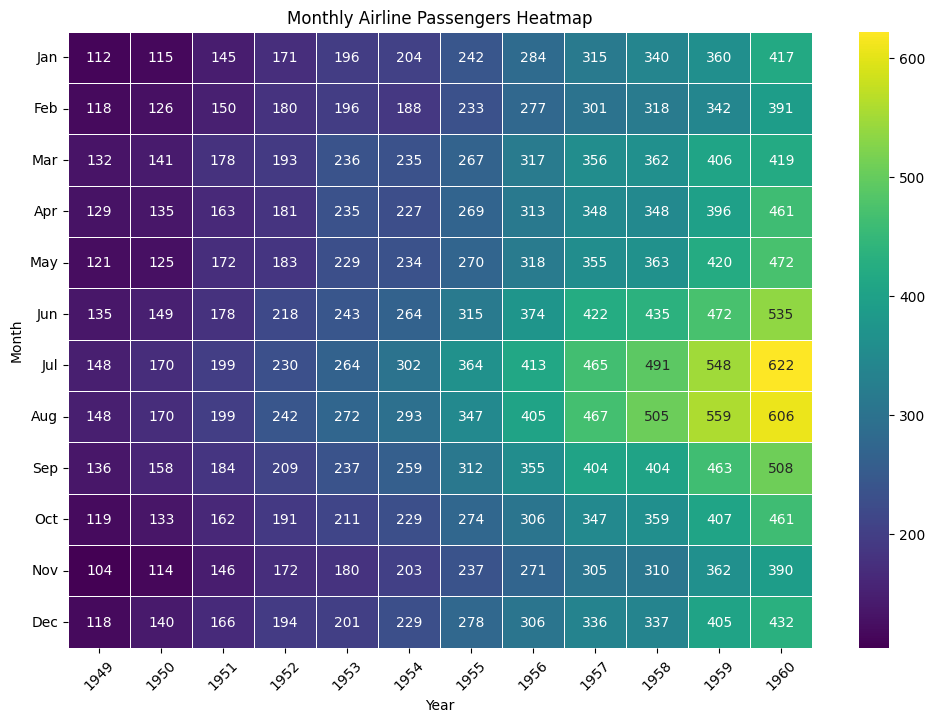 Monthly Airline Passengers Heatmap
Jan 112 115 145 171 196 204 242 284 315 340 360 417
Feb 118 126 150 180 196 188 233 277 301 318 342 391
Mar 132 141 178 193 236 235 267 317 356 362 406 419
Apr 129 135 163 181 235 227 269 313 348 348 396 461
May 121 125 172 183 229 234 270 318 355 363 420 472
Jun 135 149 178 218 243 264 315 374 422 435 472 535
Jul 148 170 199 230 264 302 364 413 465 491 548 622
Aug 148 170 199 242 272 293 347 405 467 505 559 606
Sep 136 158 184 209 237 259 312 355 404 404 463 508
Oct 119 133 162 191 211 229 274 306 347 359 407 461
Nov 104 114 146 172 180 203 237 271 305 310 362 390
Dec 118 140 166 194 201 229 278 306 336 337 405 432
1949 1950 1951 1952 1953 1954 1955 1956 1957 1958 1959 1960
Year
Month
600
500
400
300
200